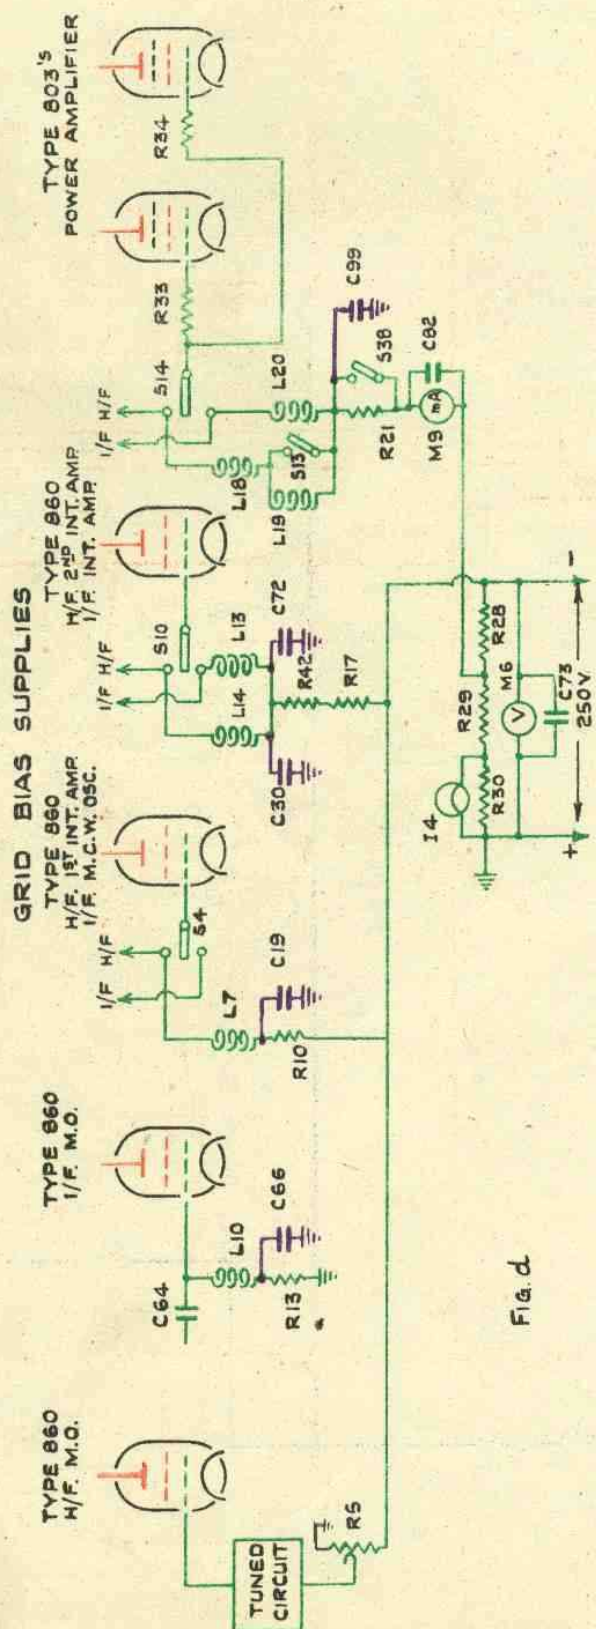 GRID BIAS SUPPLIES
TYPE 860
H/F. M.O.
TYPE 860
I/F. M.O.
TYPE 860
H/F. 1ST INT. AMP.
I/F. M.C.W. OSC.
TYPE 860
H/F. 2ND INT. AMP.
I/F. INT. AMP.
TYPE 803'S
POWER AMPLIFIER
TUNED
CIRCUIT
R5
C64
L10
C66
R13
I/F H/F
S4
L7
C19
R10
I/F H/F
S10
L14
L13
C30
C72
R42
R17
I/F H/F
S14
R33
R34
L18
L20
L19
S13
C99
R21
S38
M9
mA
C82
I4
R30
R29
R28
V
M6
C73
+
250V
-
FIG. d